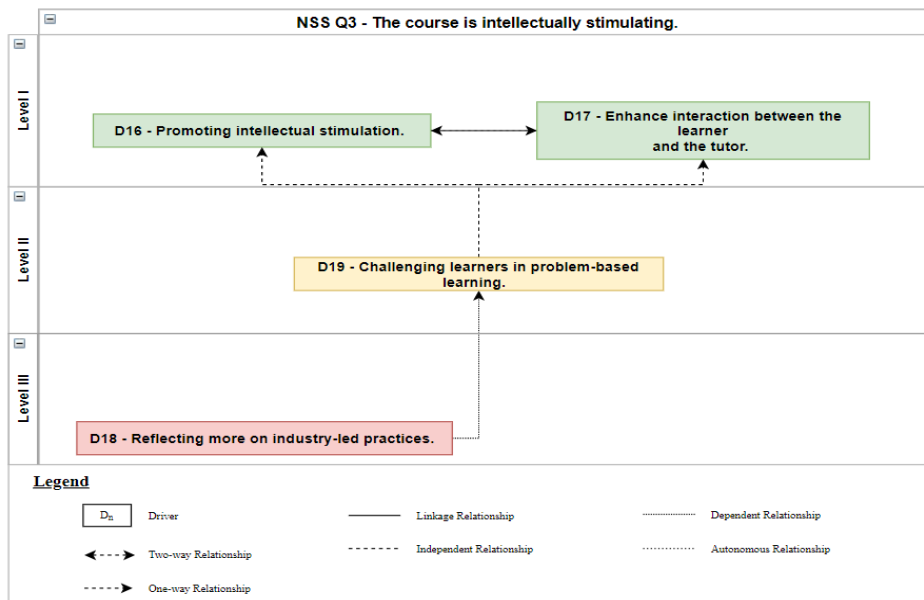 NSS Q3 - The course is intellectually stimulating.
Level I
D16 - Promoting intellectual stimulation.
D17 - Enhance interaction between the
learner
and the tutor.
Level II
D19 - Challenging learners in problem-based
learning.
Level III
D18 - Reflecting more on industry-led practices.
Legend
Dn
Driver
Linkage Relationship
Dependent Relationship
Two-way Relationship
Independent Relationship
Autonomous Relationship
One-way Relationship